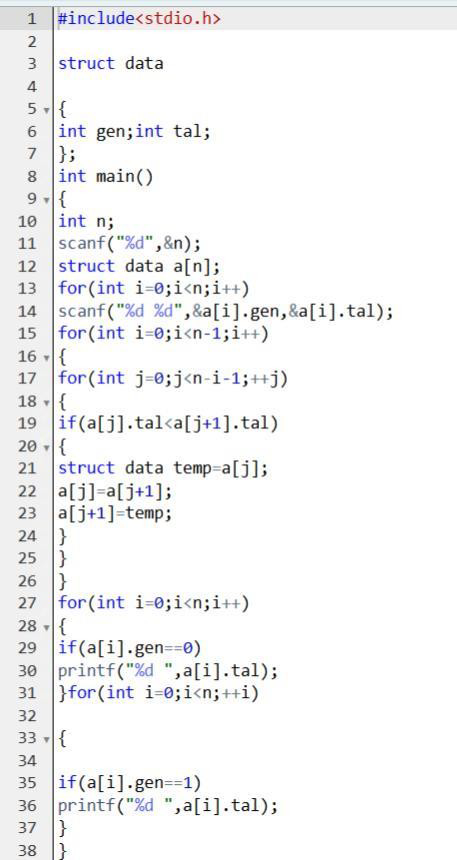 1 #include<stdio.h>
2
3 struct data
4
5 {
6 int gen;int tal;
7 };
8 int main()
9 {
10 int n;
11 scanf("%d",&n);
12 struct data a[n];
13 for(int i=0;i<n;i++)
14 scanf("%d %d",&a[i].gen,&a[i].tal);
15 for(int i=0;i<n-1;i++)
16 {
17 for(int j=0;j<n-i-1;++j)
18 {
19 if(a[j].tal<a[j+1].tal)
20 {
21 struct data temp=a[j];
22 a[j]=a[j+1];
23 a[j+1]=temp;
24 }
25 }
26 }
27 for(int i=0;i<n;i++)
28 {
29 if(a[i].gen==0)
30 printf("%d ",a[i].tal);
31 }for(int i=0;i<n;++i)
32
33 {
34
35 if(a[i].gen==1)
36 printf("%d ",a[i].tal);
37 }
38 }